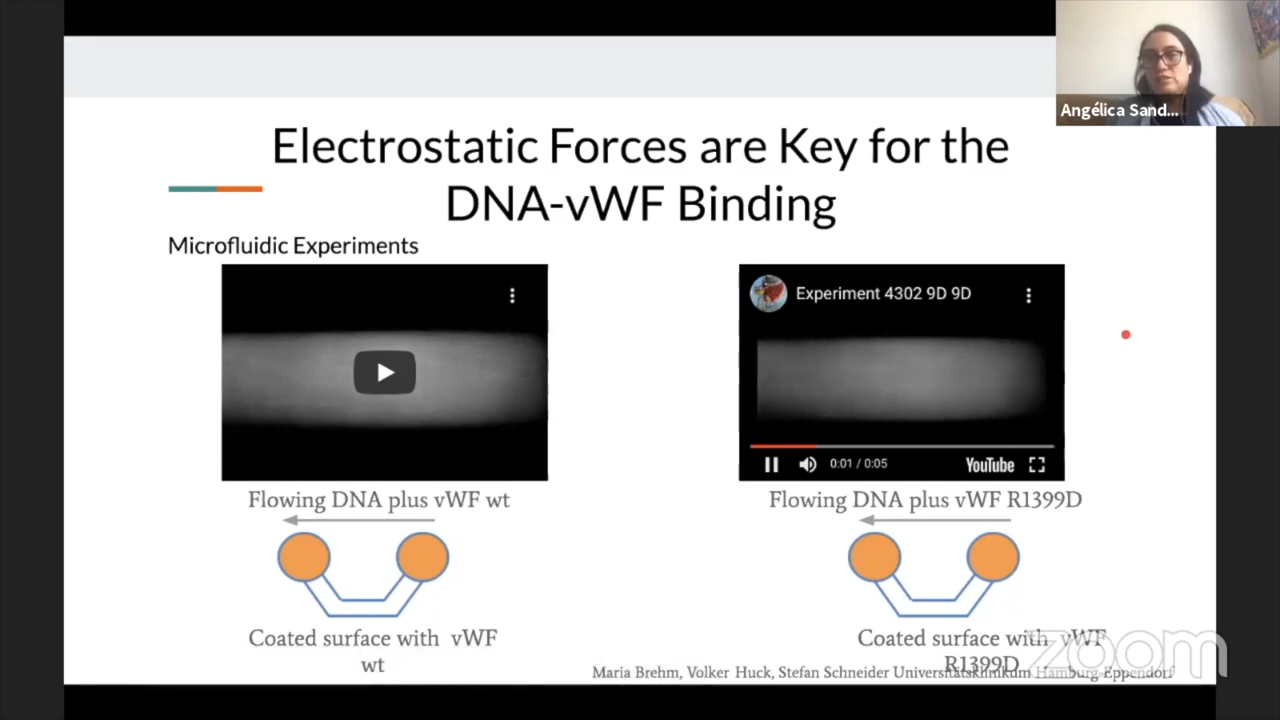 Angélica Sand...
Electrostatic Forces are Key for the
DNA-vWF Binding
Microfluidic Experiments
Experiment 4302 9D 9D
0:01 / 0:05
YouTube
Flowing DNA plus vWF wt
Flowing DNA plus vWF R1399D
Coated surface with vWF
wt
Coated surface with vWF
R1399D
Maria Brehm, Volker Huck, Stefan Schneider Universitätsklinikum Hamburg-Eppendorf
zoom